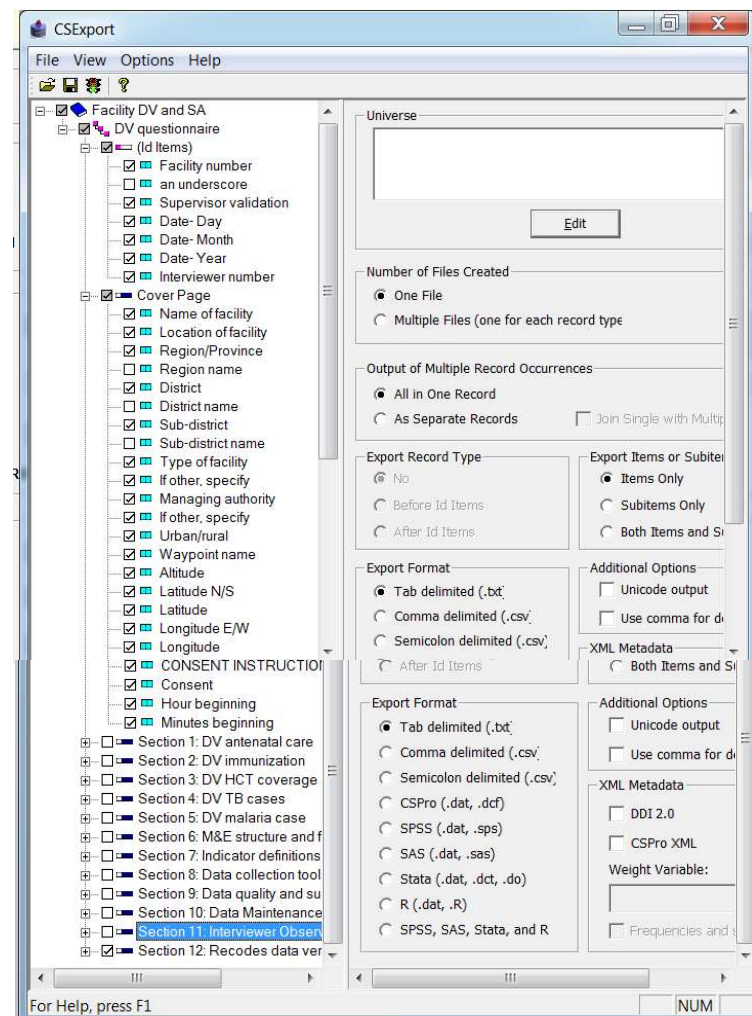 CSExport
File View Options Help
Facility DV and SA
DV questionnaire
(Id Items)
Facility number
an underscore
Supervisor validation
Date- Day
Date- Month
Date- Year
Interviewer number
Cover Page
Name of facility
Location of facility
Region/Province
Region name
District
District name
Sub-district
Sub-district name
Type of facility
If other, specify
Managing authority
If other, specify
Urban/rural
Waypoint name
Altitude
Latitude N/S
Latitude
Longitude E/W
Longitude
CONSENT INSTRUCTION
Consent
Hour beginning
Minutes beginning
Section 1: DV antenatal care
Section 2: DV immunization
Section 3: DV HCT coverage
Section 4: DV TB cases
Section 5: DV malaria case
Section 6: M&E structure and f
Section 7: Indicator definitions
Section 8: Data collection tool
Section 9: Data quality and su
Section 10: Data Maintenance
Section 11: Interviewer Observ
Section 12: Recodes data ver
Universe
Edit
Number of Files Created
One File
Multiple Files (one for each record type
Output of Multiple Record Occurrences
All in One Record
As Separate Records
Join Single with Multip
Export Record Type
No
Before Id Items
After Id Items
Export Items or Subiter
Items Only
Subitems Only
Both Items and Su
Export Format
Tab delimited (.txt)
Comma delimited (.csv)
Semicolon delimited (.csv)
Additional Options
Unicode output
Use comma for de
XML Metadata
After Id Items
Both Items and Su
Export Format
Tab delimited (.txt)
Comma delimited (.csv)
Semicolon delimited (.csv)
CSPro (.dat, .dcf)
SPSS (.dat, .sps)
SAS (.dat, .sas)
Stata (.dat, .dct, .do)
R (.dat, .R)
SPSS, SAS, Stata, and R
Additional Options
Unicode output
Use comma for de
XML Metadata
DDI 2.0
CSPro XML
Weight Variable:
Frequencies and s
For Help, press F1
NUM